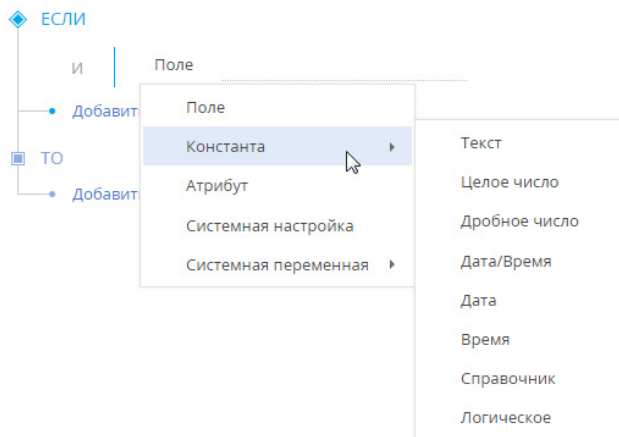 ЕСЛИ
И
Поле
Добавит
Поле
Константа
Атрибут
Системная настройка
Системная переменная
ТО
Добавит
Текст
Целое число
Дробное число
Дата/Время
Дата
Время
Справочник
Логическое